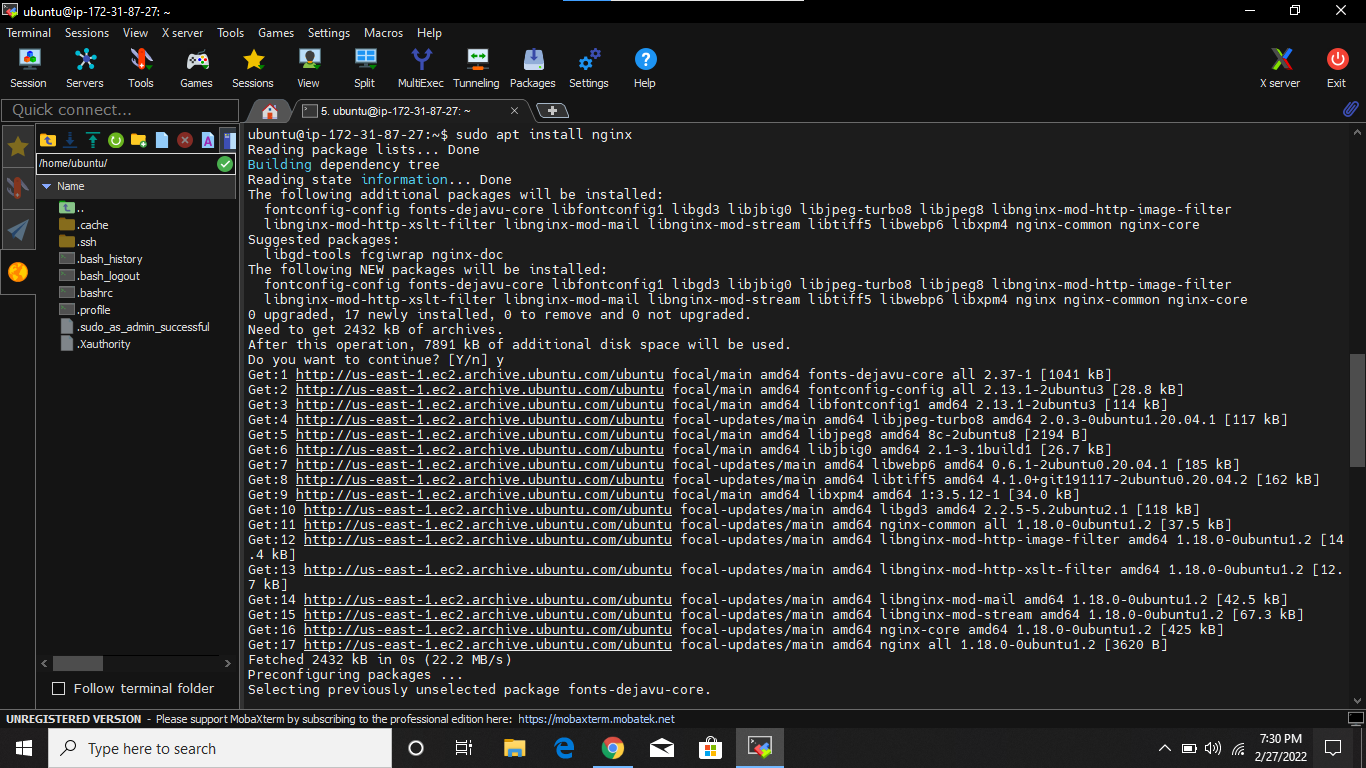 ubuntu@ip-172-31-87-27: ~
Terminal Sessions View X server Tools Games Settings Macros Help
Session Servers Tools Games Sessions View Split MultiExec Tunneling Packages Settings Help X server Exit
Quick connect...
5. ubuntu@ip-172-31-87-27: ~
/home/ubuntu/
Name
..
.cache
.ssh
.bash_history
.bash_logout
.bashrc
.profile
.sudo_as_admin_successful
.Xauthority
Follow terminal folder
ubuntu@ip-172-31-87-27:~$ sudo apt install nginx
Reading package lists... Done
Building dependency tree
Reading state information... Done
The following additional packages will be installed:
fontconfig-config fonts-dejavu-core libfontconfig1 libgd3 libjbig0 libjpeg-turbo8 libjpeg8 libnginx-mod-http-image-filter
libnginx-mod-http-xslt-filter libnginx-mod-mail libnginx-mod-stream libtiff5 libwebp6 libxpm4 nginx-common nginx-core
Suggested packages:
libgd-tools fcgiwrap nginx-doc
The following NEW packages will be installed:
fontconfig-config fonts-dejavu-core libfontconfig1 libgd3 libjbig0 libjpeg-turbo8 libjpeg8 libnginx-mod-http-image-filter
libnginx-mod-http-xslt-filter libnginx-mod-mail libnginx-mod-stream libtiff5 libwebp6 libxpm4 nginx nginx-common nginx-core
0 upgraded, 17 newly installed, 0 to remove and 0 not upgraded.
Need to get 2432 kB of archives.
After this operation, 7891 kB of additional disk space will be used.
Do you want to continue? [Y/n] y
Get:1 http://us-east-1.ec2.archive.ubuntu.com/ubuntu focal/main amd64 fonts-dejavu-core all 2.37-1 [1041 kB]
Get:2 http://us-east-1.ec2.archive.ubuntu.com/ubuntu focal/main amd64 fontconfig-config all 2.13.1-2ubuntu3 [28.8 kB]
Get:3 http://us-east-1.ec2.archive.ubuntu.com/ubuntu focal/main amd64 libfontconfig1 amd64 2.13.1-2ubuntu3 [114 kB]
Get:4 http://us-east-1.ec2.archive.ubuntu.com/ubuntu focal-updates/main amd64 libjpeg-turbo8 amd64 2.0.3-0ubuntu1.20.04.1 [117 kB]
Get:5 http://us-east-1.ec2.archive.ubuntu.com/ubuntu focal/main amd64 libjpeg8 amd64 8c-2ubuntu8 [2194 B]
Get:6 http://us-east-1.ec2.archive.ubuntu.com/ubuntu focal/main amd64 libjbig0 amd64 2.1-3.1build1 [26.7 kB]
Get:7 http://us-east-1.ec2.archive.ubuntu.com/ubuntu focal-updates/main amd64 libwebp6 amd64 0.6.1-2ubuntu0.20.04.1 [185 kB]
Get:8 http://us-east-1.ec2.archive.ubuntu.com/ubuntu focal-updates/main amd64 libtiff5 amd64 4.1.0+git191117-2ubuntu0.20.04.2 [162 kB]
Get:9 http://us-east-1.ec2.archive.ubuntu.com/ubuntu focal/main amd64 libxpm4 amd64 1:3.5.12-1 [34.0 kB]
Get:10 http://us-east-1.ec2.archive.ubuntu.com/ubuntu focal-updates/main amd64 libgd3 amd64 2.2.5-5.2ubuntu2.1 [118 kB]
Get:11 http://us-east-1.ec2.archive.ubuntu.com/ubuntu focal-updates/main amd64 nginx-common all 1.18.0-0ubuntu1.2 [37.5 kB]
Get:12 http://us-east-1.ec2.archive.ubuntu.com/ubuntu focal-updates/main amd64 libnginx-mod-http-image-filter amd64 1.18.0-0ubuntu1.2 [14
.4 kB]
Get:13 http://us-east-1.ec2.archive.ubuntu.com/ubuntu focal-updates/main amd64 libnginx-mod-http-xslt-filter amd64 1.18.0-0ubuntu1.2 [12.
7 kB]
Get:14 http://us-east-1.ec2.archive.ubuntu.com/ubuntu focal-updates/main amd64 libnginx-mod-mail amd64 1.18.0-0ubuntu1.2 [42.5 kB]
Get:15 http://us-east-1.ec2.archive.ubuntu.com/ubuntu focal-updates/main amd64 libnginx-mod-stream amd64 1.18.0-0ubuntu1.2 [67.3 kB]
Get:16 http://us-east-1.ec2.archive.ubuntu.com/ubuntu focal-updates/main amd64 nginx-core amd64 1.18.0-0ubuntu1.2 [425 kB]
Get:17 http://us-east-1.ec2.archive.ubuntu.com/ubuntu focal-updates/main amd64 nginx all 1.18.0-0ubuntu1.2 [3620 B]
Fetched 2432 kB in 0s (22.2 MB/s)
Preconfiguring packages ...
Selecting previously unselected package fonts-dejavu-core.
UNREGISTERED VERSION - Please support MobaXterm by subscribing to the professional edition here: https://mobaxterm.mobatek.net
Type here to search
7:30 PM
2/27/2022